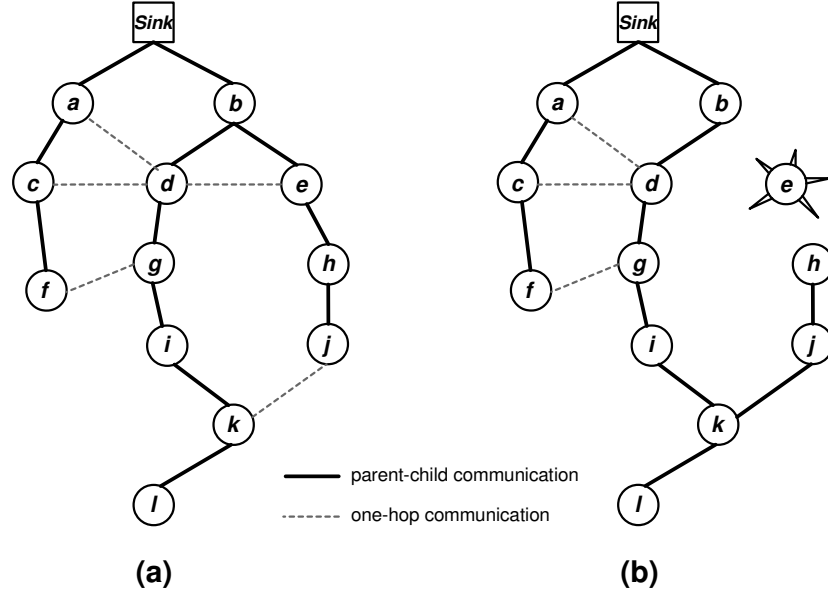 Sink
Sink
a
b
a
b
c
d
e
c
d
e
f
g
h
f
g
h
i
j
i
j
k
k
l
l
parent-child communication
one-hop communication
(a)
(b)